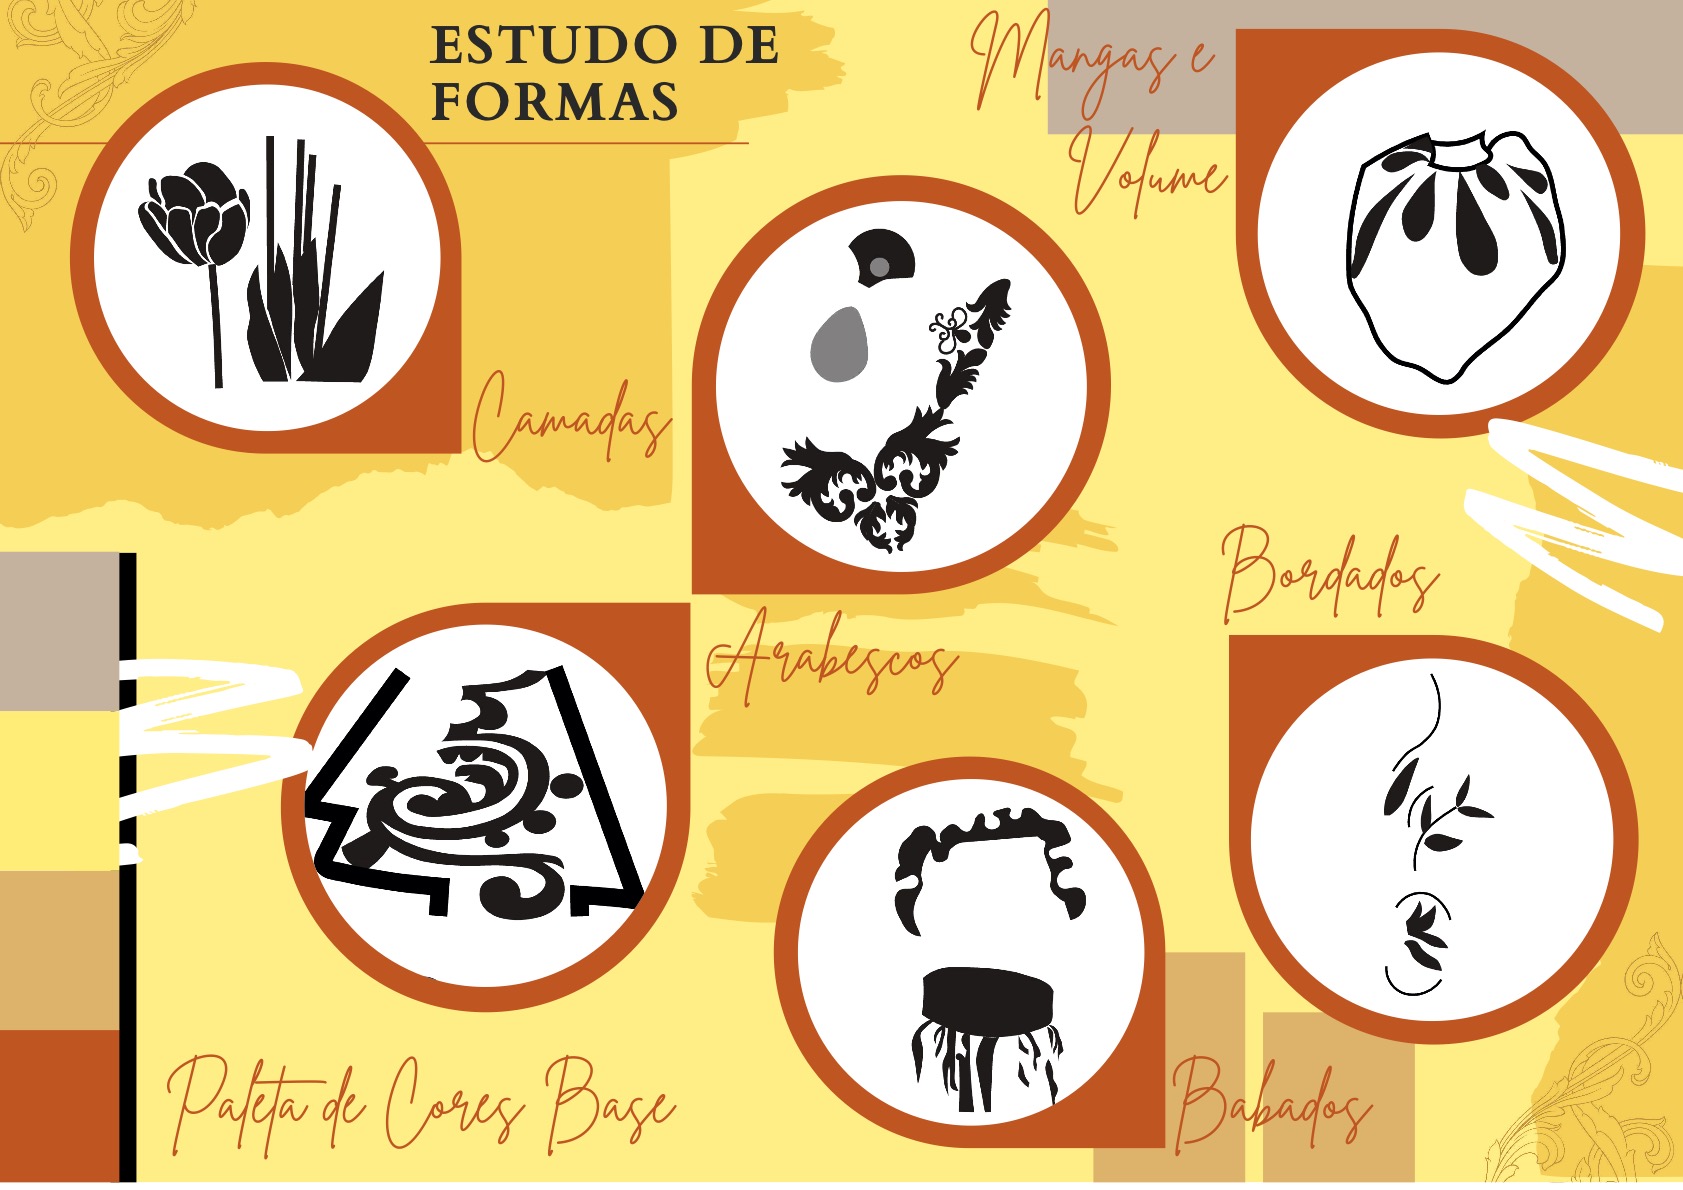 ESTUDO DE
FORMAS
Mangas e
Volume
Camadas
Bordados
Arabescos
Paleta de Cores Base
Babados